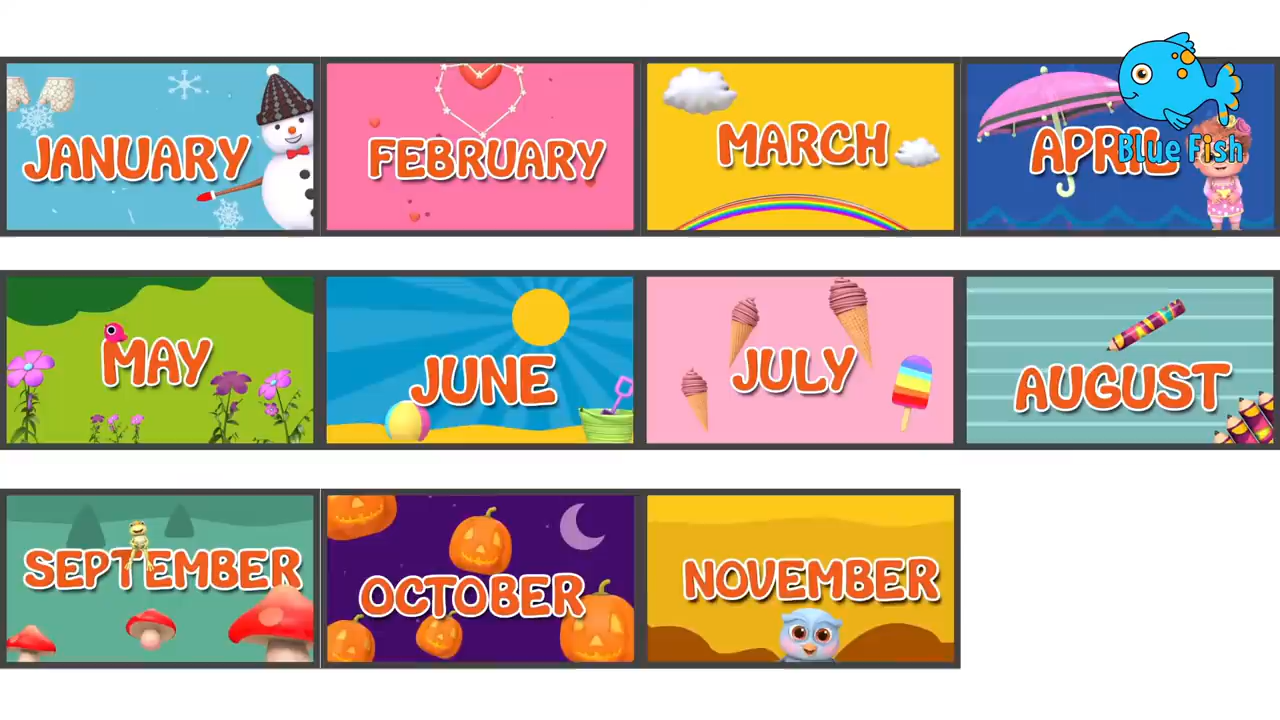 JANUARY
FEBRUARY
MARCH
APRIL
Blue Fish
MAY
JUNE
JULY
AUGUST
SEPTEMBER
OCTOBER
NOVEMBER